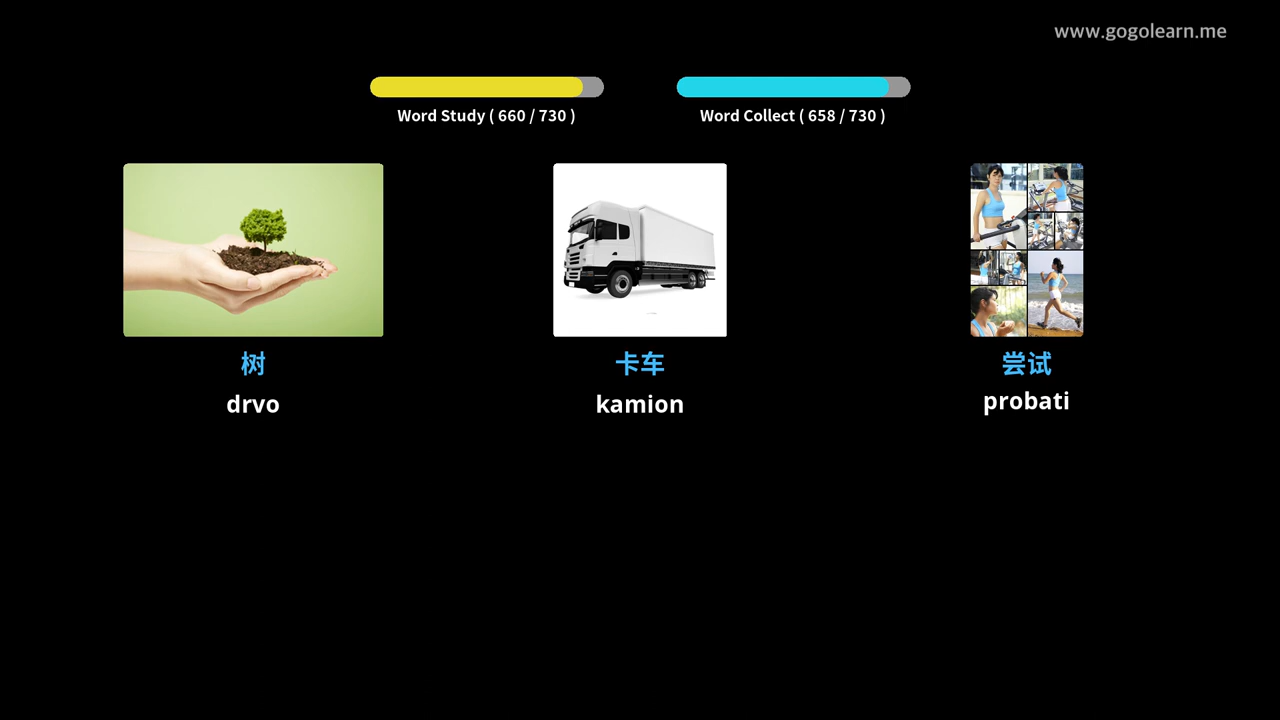 www.gogolearn.me
Word Study ( 660 / 730 )
Word Collect ( 658 / 730 )
树
卡车
尝试
drvo
kamion
probati